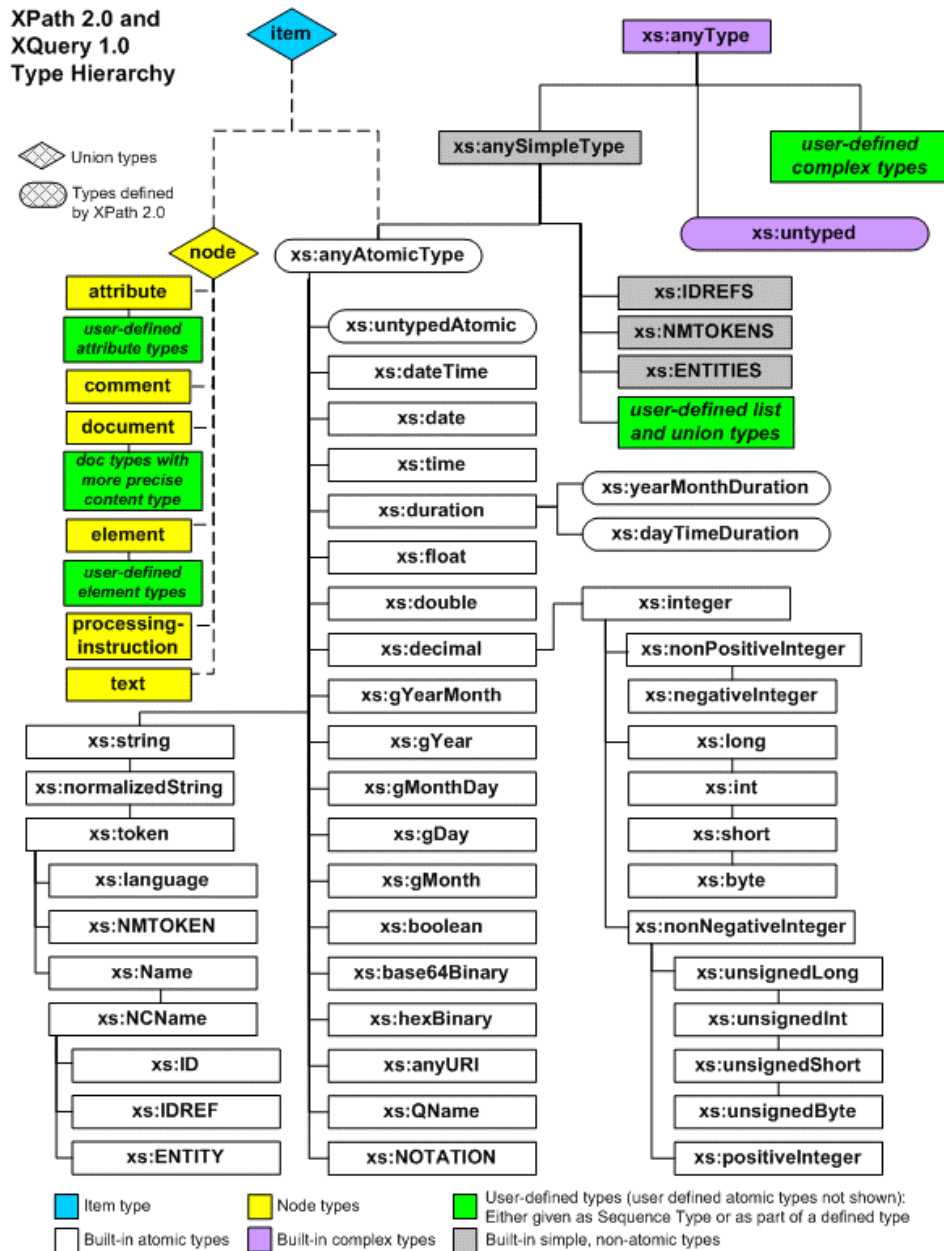 XPath 2.0 and
XQuery 1.0
Type Hierarchy
Union types
Types defined
by XPath 2.0
item
node
attribute
user-defined
attribute types
comment
document
doc types with
more precise
content type
element
user-defined
element types
processing-
instruction
text
xs:anyType
xs:anySimpleType
user-defined
complex types
xs:untyped
xs:anyAtomicType
xs:IDREFS
xs:NMTOKENS
xs:ENTITIES
user-defined list
and union types
xs:untypedAtomic
xs:dateTime
xs:date
xs:time
xs:duration
xs:yearMonthDuration
xs:dayTimeDuration
xs:float
xs:double
xs:decimal
xs:integer
xs:nonPositiveInteger
xs:negativeInteger
xs:long
xs:int
xs:short
xs:byte
xs:nonNegativeInteger
xs:unsignedLong
xs:unsignedInt
xs:unsignedShort
xs:unsignedByte
xs:positiveInteger
xs:gYearMonth
xs:gYear
xs:gMonthDay
xs:gDay
xs:gMonth
xs:boolean
xs:base64Binary
xs:hexBinary
xs:anyURI
xs:QName
xs:NOTATION
xs:string
xs:normalizedString
xs:token
xs:language
xs:NMTOKEN
xs:Name
xs:NCName
xs:ID
xs:IDREF
xs:ENTITY
Item type
Node types
User-defined types (user defined atomic types not shown):
Either given as Sequence Type or as part of a defined type
Built-in atomic types
Built-in complex types
Built-in simple, non-atomic types